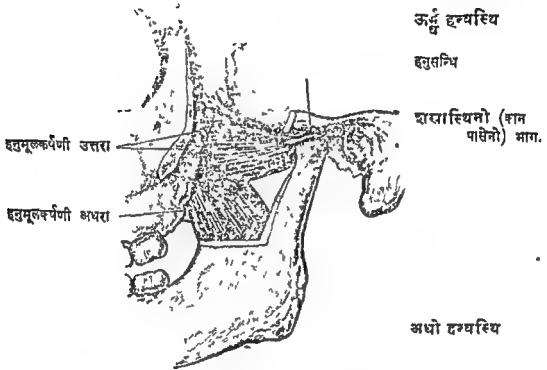 ऊर्ध्व हन्वस्थि
हनुसन्धि
शंखास्थिनो (कान
पासेनो) भाग.
हनुमूलकर्षणी उत्तरा
हनुमूलकर्षणी अधरा
अधो हन्वस्थि